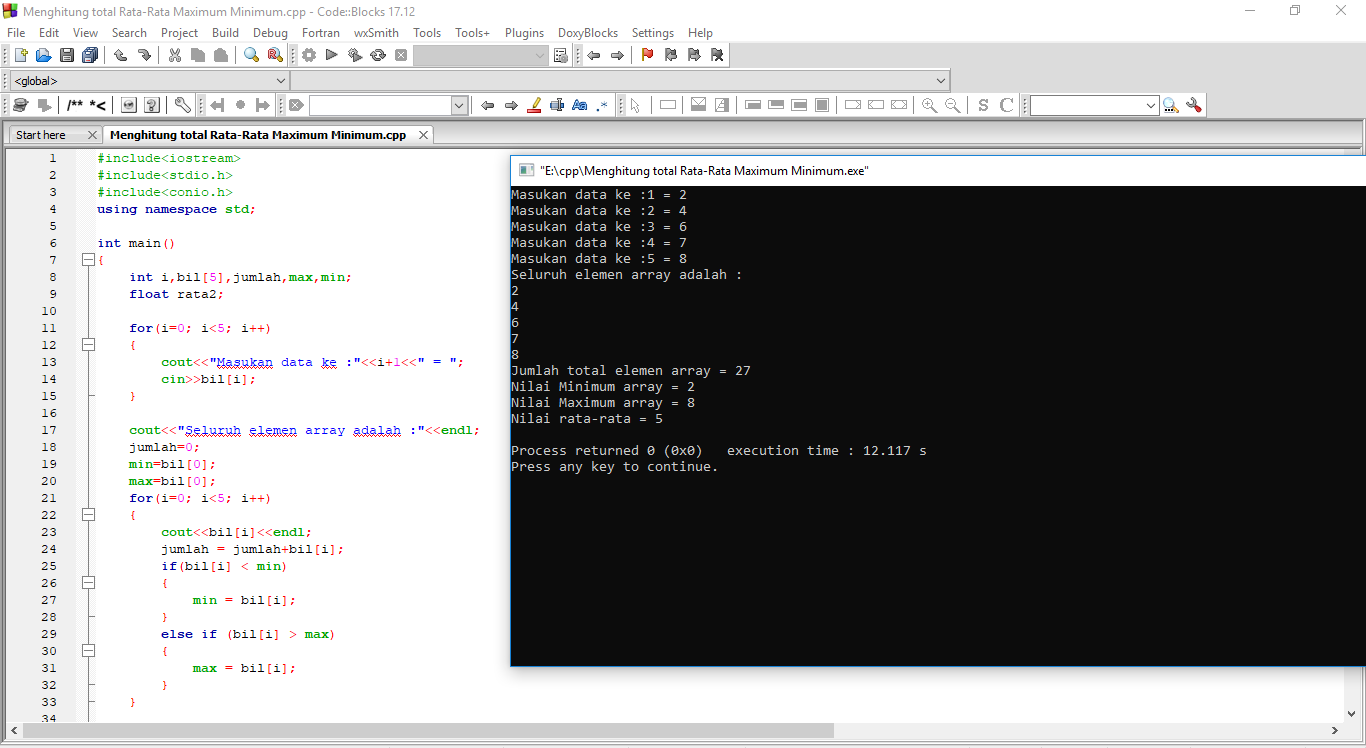 Menghitung total Rata-Rata Maximum Minimum.cpp - Code::Blocks 17.12
File Edit View Search Project Build Debug Fortran wxSmith Tools Tools+ Plugins DoxyBlocks Settings Help
<global>
/** *<
Aa .*
S C
Start here
Menghitung total Rata-Rata Maximum Minimum.cpp
1 #include<iostream>
2 #include<stdio.h>
3 #include<conio.h>
4 using namespace std;
5
6 int main()
7 {
8 int i,bil[5],jumlah,max,min;
9 float rata2;
10
11 for(i=0; i<5; i++)
12 {
13 cout<<"Masukan data ke :"<<i+1<<" = ";
14 cin>>bil[i];
15 }
16
17 cout<<"Seluruh elemen array adalah :"<<endl;
18 jumlah=0;
19 min=bil[0];
20 max=bil[0];
21 for(i=0; i<5; i++)
22 {
23 cout<<bil[i]<<endl;
24 jumlah = jumlah+bil[i];
25 if(bil[i] < min)
26 {
27 min = bil[i];
28 }
29 else if (bil[i] > max)
30 {
31 max = bil[i];
32 }
33 }
34
"E:\cpp\Menghitung total Rata-Rata Maximum Minimum.exe"
Masukan data ke :1 = 2
Masukan data ke :2 = 4
Masukan data ke :3 = 6
Masukan data ke :4 = 7
Masukan data ke :5 = 8
Seluruh elemen array adalah :
2
4
6
7
8
Jumlah total elemen array = 27
Nilai Minimum array = 2
Nilai Maximum array = 8
Nilai rata-rata = 5
Process returned 0 (0x0)   execution time : 12.117 s
Press any key to continue.